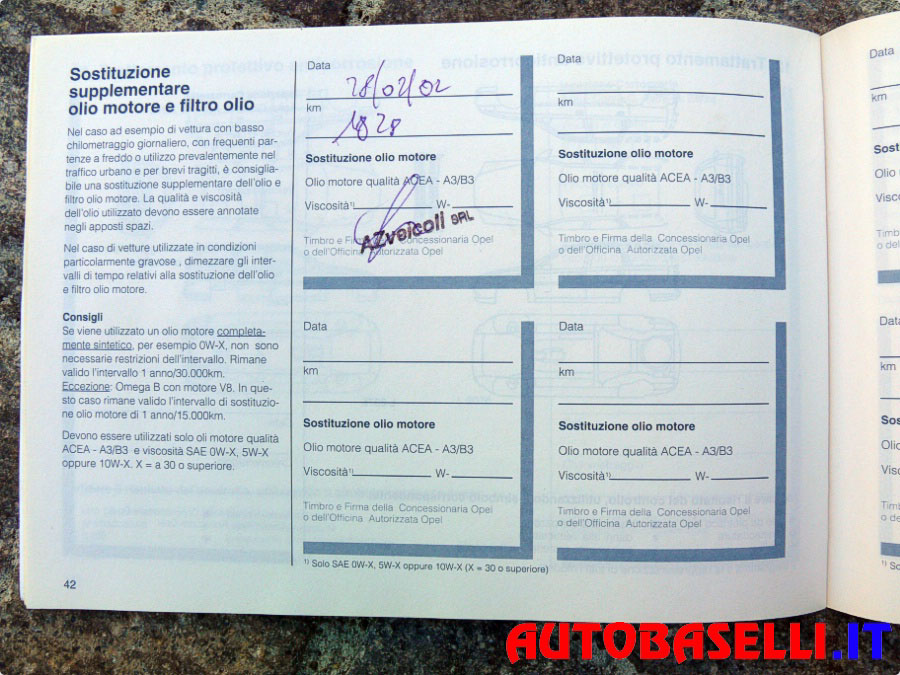 Sostituzione
supplementare
olio motore e filtro olio
Nel caso ad esempio di vettura con basso
chilometraggio giornaliero, con frequenti par-
tenze a freddo o utilizzo prevalentemente nel
traffico urbano e per brevi tragitti, è consiglia-
bile una sostituzione supplementare dell'olio e
filtro olio motore. La qualità e viscosità
dell'olio utilizzato devono essere annotate
negli apposti spazi.
Nel caso di vetture utilizzate in condizioni
particolarmente gravose , dimezzare gli inter-
valli di tempo relativi alla sostituzione dell'olio
e filtro olio motore.
Consigli
Se viene utilizzato un olio motore completa-
mente sintetico, per esempio 0W-X, non sono
necessarie restrizioni dell'intervallo. Rimane
valido l'intervallo 1 anno/30.000km.
Eccezione: Omega B con motore V8. In que-
sto caso rimane valido l'intervallo di sostituzio-
ne olio motore di 1 anno/15.000km.
Devono essere utilizzati solo oli motore qualità
ACEA - A3/B3 e viscosità SAE 0W-X, 5W-X
oppure 10W-X. X = a 30 o superiore.
42
Data
28/02/02
km
Sostituzione olio motore
Olio motore qualità ACEA - A3/B3
Viscosità¹⁾ W-
AZveicoli SRL
Timbro e Firma della Concessionaria Opel
o dell'Officina Autorizzata Opel
Data
km
Sostituzione olio motore
Olio motore qualità ACEA - A3/B3
Viscosità¹⁾ W-
Timbro e Firma della Concessionaria Opel
o dell'Officina Autorizzata Opel
Data
km
Sostituzione olio motore
Olio motore qualità ACEA - A3/B3
Viscosità¹⁾ W-
Timbro e Firma della Concessionaria Opel
o dell'Officina Autorizzata Opel
Data
km
Sostituzione olio motore
Olio motore qualità ACEA - A3/B3
Viscosità¹⁾ W-
Timbro e Firma della Concessionaria Opel
o dell'Officina Autorizzata Opel
¹⁾ Solo SAE 0W-X, 5W-X oppure 10W-X (X = 30 o superiore)
Data
km
Data
km
AUTOBASELLI.IT